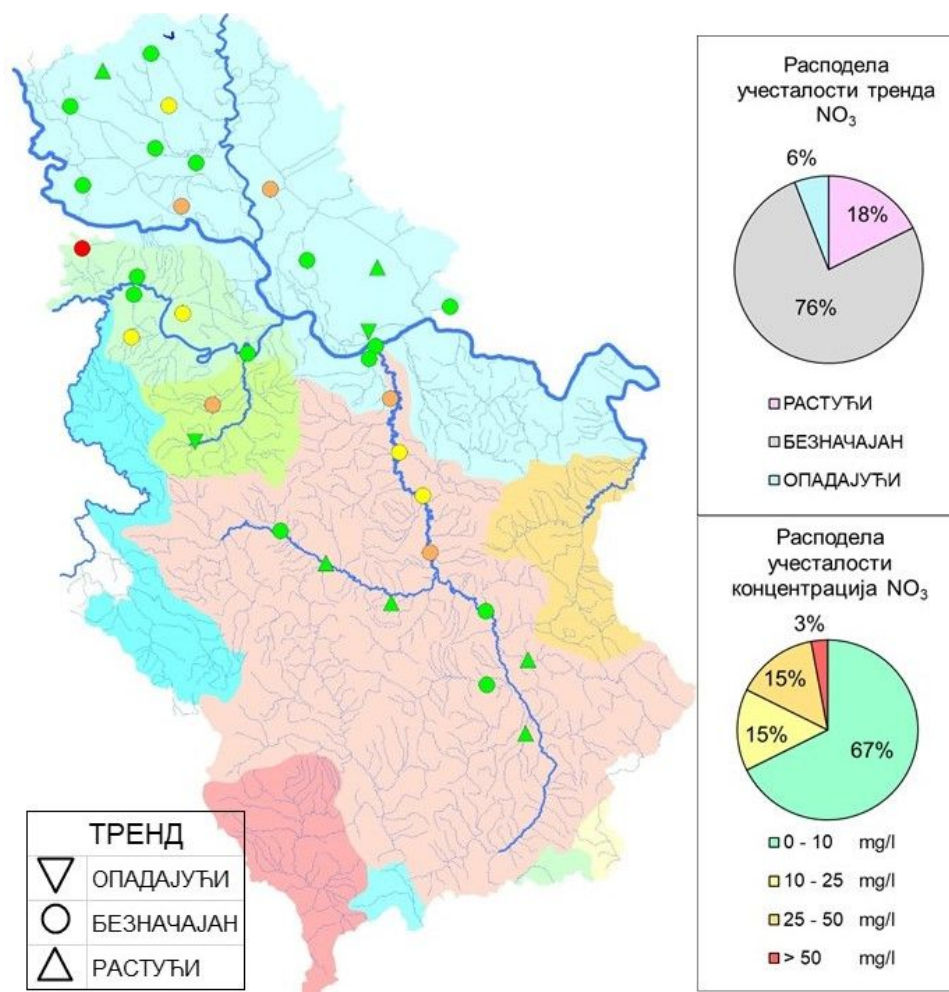 Расподела
учесталости тренда
NO₃
6%
18%
76%
РАСТУЋИ
БЕЗНАЧАЈАН
ОПАДАЈУЋИ
Расподела
учесталости
концентрација NO₃
3%
15%
15%
67%
0 - 10 mg/l
10 - 25 mg/l
25 - 50 mg/l
> 50 mg/l
ТРЕНД
ОПАДАЈУЋИ
БЕЗНАЧАЈАН
РАСТУЋИ